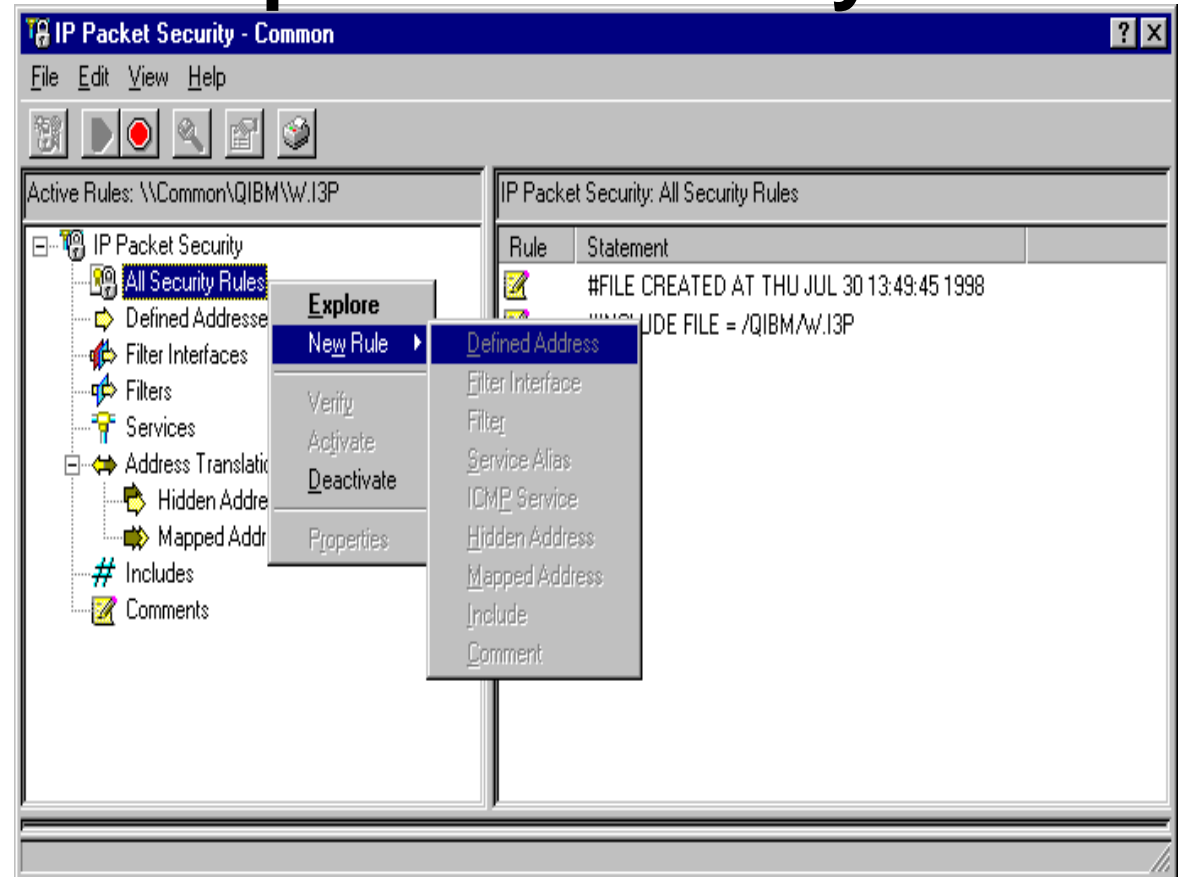 IP Packet Security - Common
File Edit View Help
Active Rules: \\Common\QIBM\W.I3P
IP Packet Security: All Security Rules
IP Packet Security
All Security Rules
Defined Addresse
Filter Interfaces
Filters
Services
Address Translatio
Hidden Addre
Mapped Addr
Includes
Comments
Explore
New Rule
Verify
Activate
Deactivate
Properties
Defined Address
Filter Interface
Filter
Service Alias
ICMP Service
Hidden Address
Mapped Address
Include
Comment
Rule Statement
#FILE CREATED AT THU JUL 30 13:49:45 1998
FILE = /QIBM/W.I3P